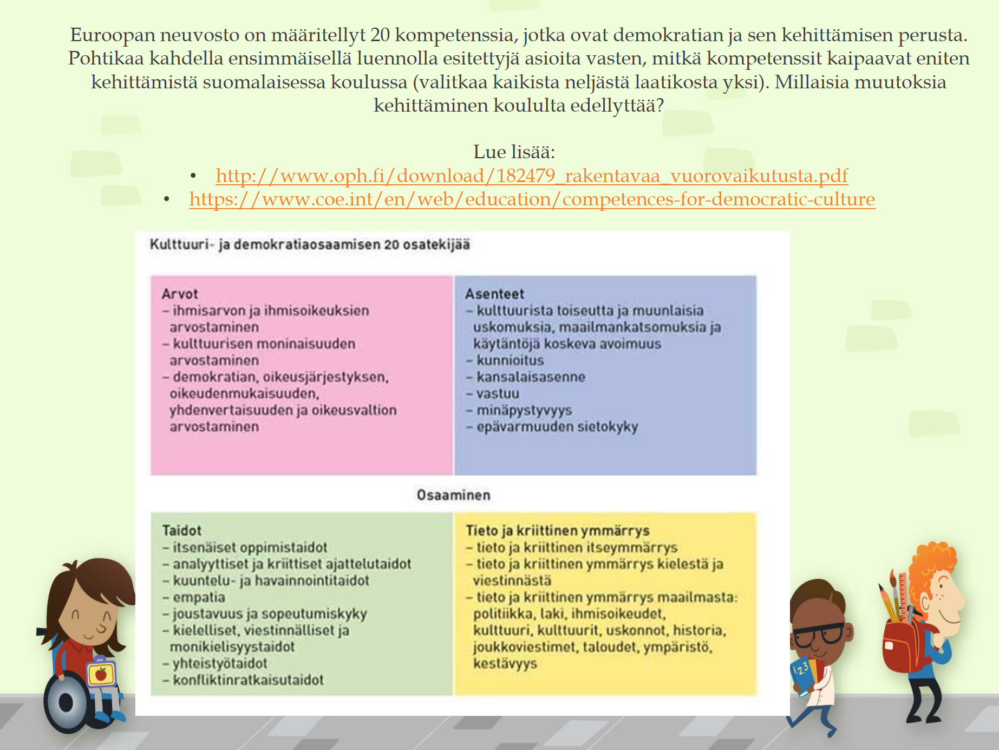 Euroopan neuvosto on määritellyt 20 kompetenssia, jotka ovat demokratian ja sen kehittämisen perusta.
Pohtikaa kahdella ensimmäisellä luennolla esitettyjä asioita vasten, mitkä kompetenssit kaipaavat eniten
kehittämistä suomalaisessa koulussa (valitkaa kaikista neljästä laatikosta yksi). Millaisia muutoksia
kehittäminen koululta edellyttää?
Lue lisää:
• http://www.oph.fi/download/182479_rakentavaa_vuorovaikutusta.pdf
• https://www.coe.int/en/web/education/competences-for-democratic-culture
Kulttuuri- ja demokratiaosaamisen 20 osatekijää
Arvot
– ihmisarvon ja ihmisoikeuksien
arvostaminen
– kulttuurisen moninaisuuden
arvostaminen
– demokratian, oikeusjärjestyksen,
oikeudenmukaisuuden,
yhdenvertaisuuden ja oikeusvaltion
arvostaminen
Asenteet
– kulttuurista toiseutta ja muunlaisia
uskomuksia, maailmankatsomuksia ja
käytäntöjä koskeva avoimuus
– kunnioitus
– kansalaisasenne
– vastuu
– minäpystyvyys
– epävarmuuden sietokyky
Osaaminen
Taidot
– itsenäiset oppimistaidot
– analyyttiset ja kriittiset ajattelutaidot
– kuuntelu- ja havainnointitaidot
– empatia
– joustavuus ja sopeutumiskyky
– kielelliset, viestinnälliset ja
monikielisyystaidot
– yhteistyötaidot
– konfliktinratkaisutaidot
Tieto ja kriittinen ymmärrys
– tieto ja kriittinen itseymmärrys
– tieto ja kriittinen ymmärrys kielestä ja
viestinnästä
– tieto ja kriittinen ymmärrys maailmasta:
politiikka, laki, ihmisoikeudet,
kulttuuri, kulttuurit, uskonnot, historia,
joukkoviestimet, taloudet, ympäristö,
kestävyys
1,2,3